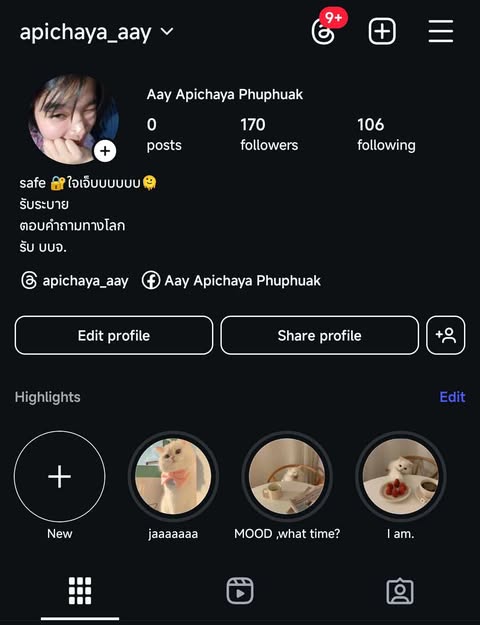 apichaya_aay
9+
Aay Apichaya Phuphuak
0 170 106
posts followers following
safe 🔐ใจเจ็บบบบบบ🫠
รับระบาย
ตอบคำถามทางโลก
รับ บบจ.
apichaya_aay Aay Apichaya Phuphuak
Edit profile Share profile
Highlights Edit
New jaaaaaaa MOOD ,what time? I am.